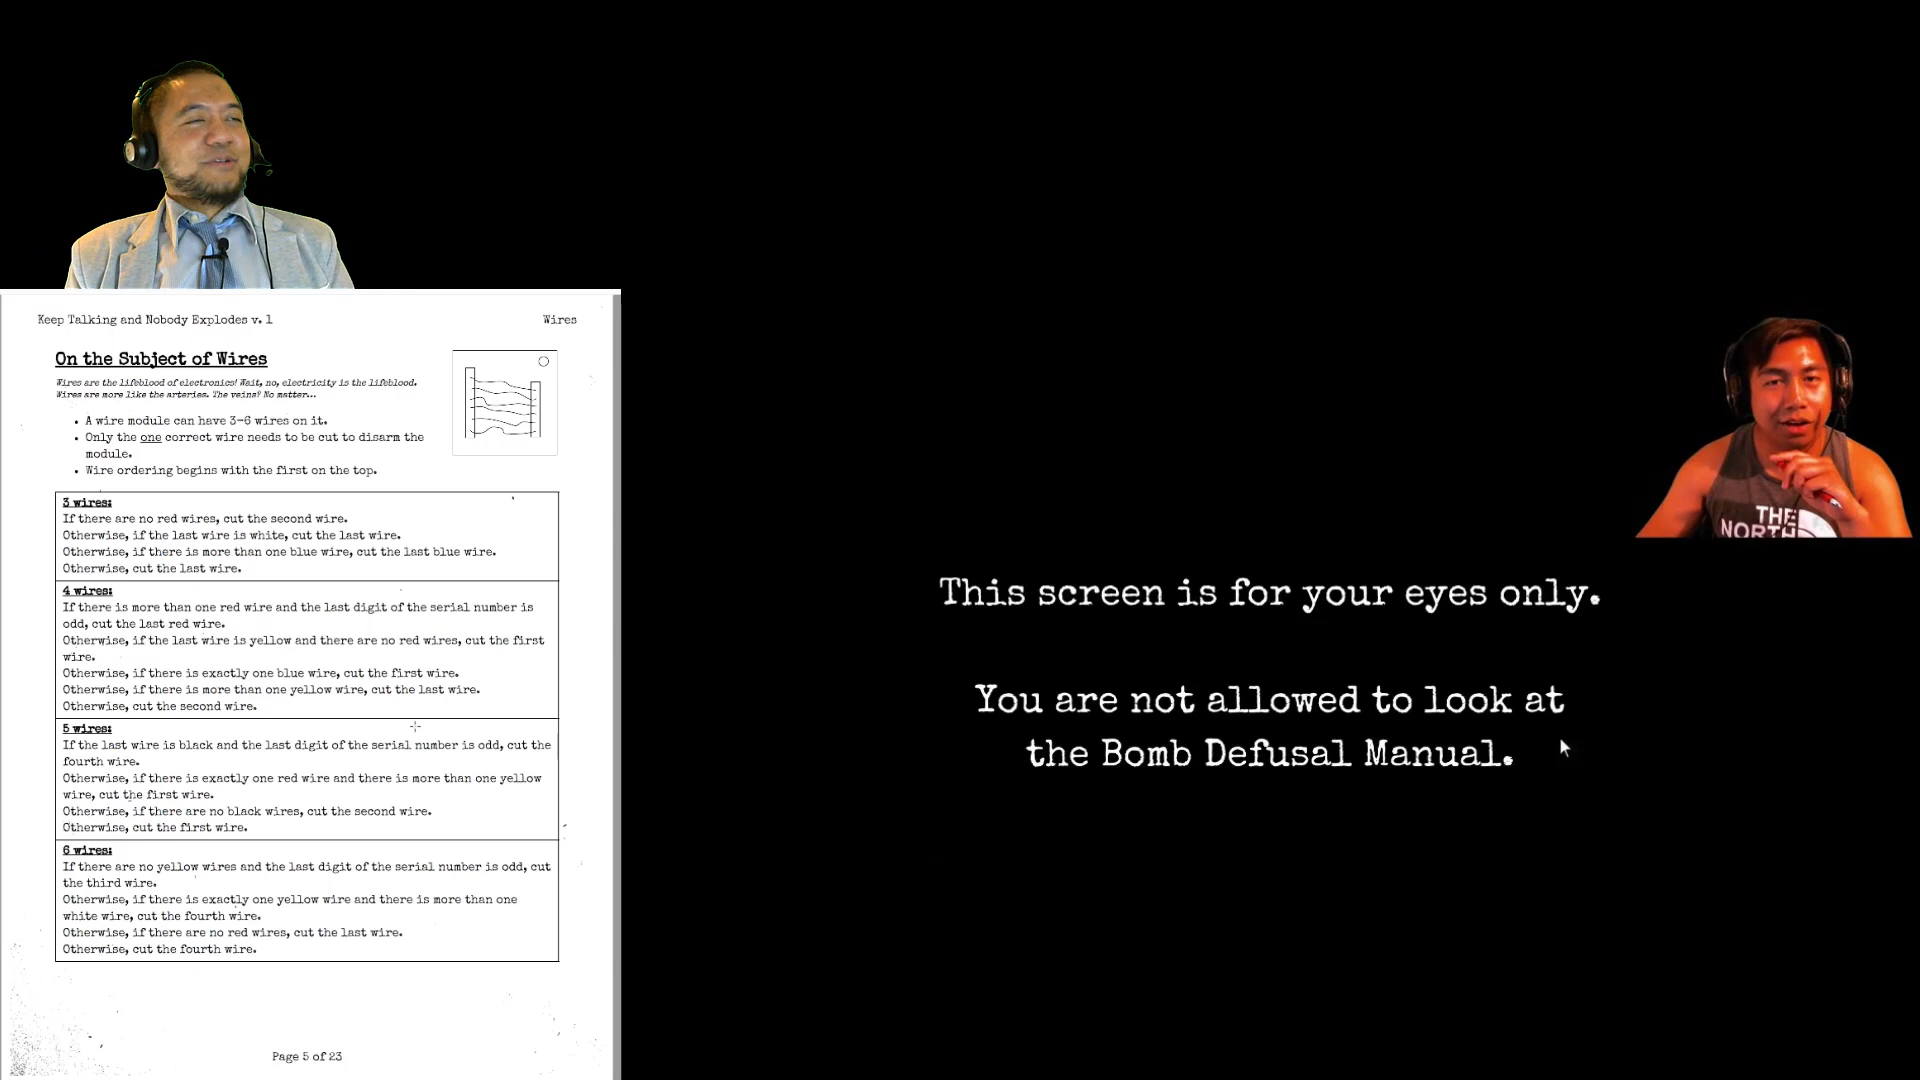 Keep Talking and Nobody Explodes v. 1
Wires
On the Subject of Wires
Wires are the lifeblood of electronics! Wait, no, electricity is the lifeblood.
Wires are more like the arteries. The veins? No matter...
• A wire module can have 3-6 wires on it.
• Only the one correct wire needs to be cut to disarm the
module.
• Wire ordering begins with the first on the top.
3 wires:
If there are no red wires, cut the second wire.
Otherwise, if the last wire is white, cut the last wire.
Otherwise, if there is more than one blue wire, cut the last blue wire.
Otherwise, cut the last wire.
4 wires:
If there is more than one red wire and the last digit of the serial number is
odd, cut the last red wire.
Otherwise, if the last wire is yellow and there are no red wires, cut the first
wire.
Otherwise, if there is exactly one blue wire, cut the first wire.
Otherwise, if there is more than one yellow wire, cut the last wire.
Otherwise, cut the second wire.
5 wires:
If the last wire is black and the last digit of the serial number is odd, cut the
fourth wire.
Otherwise, if there is exactly one red wire and there is more than one yellow
wire, cut the first wire.
Otherwise, if there are no black wires, cut the second wire.
Otherwise, cut the first wire.
6 wires:
If there are no yellow wires and the last digit of the serial number is odd, cut
the third wire.
Otherwise, if there is exactly one yellow wire and there is more than one
white wire, cut the fourth wire.
Otherwise, if there are no red wires, cut the last wire.
Otherwise, cut the fourth wire.
Page 5 of 23
THE
NORTH
This screen is for your eyes only.
You are not allowed to look at
the Bomb Defusal Manual.